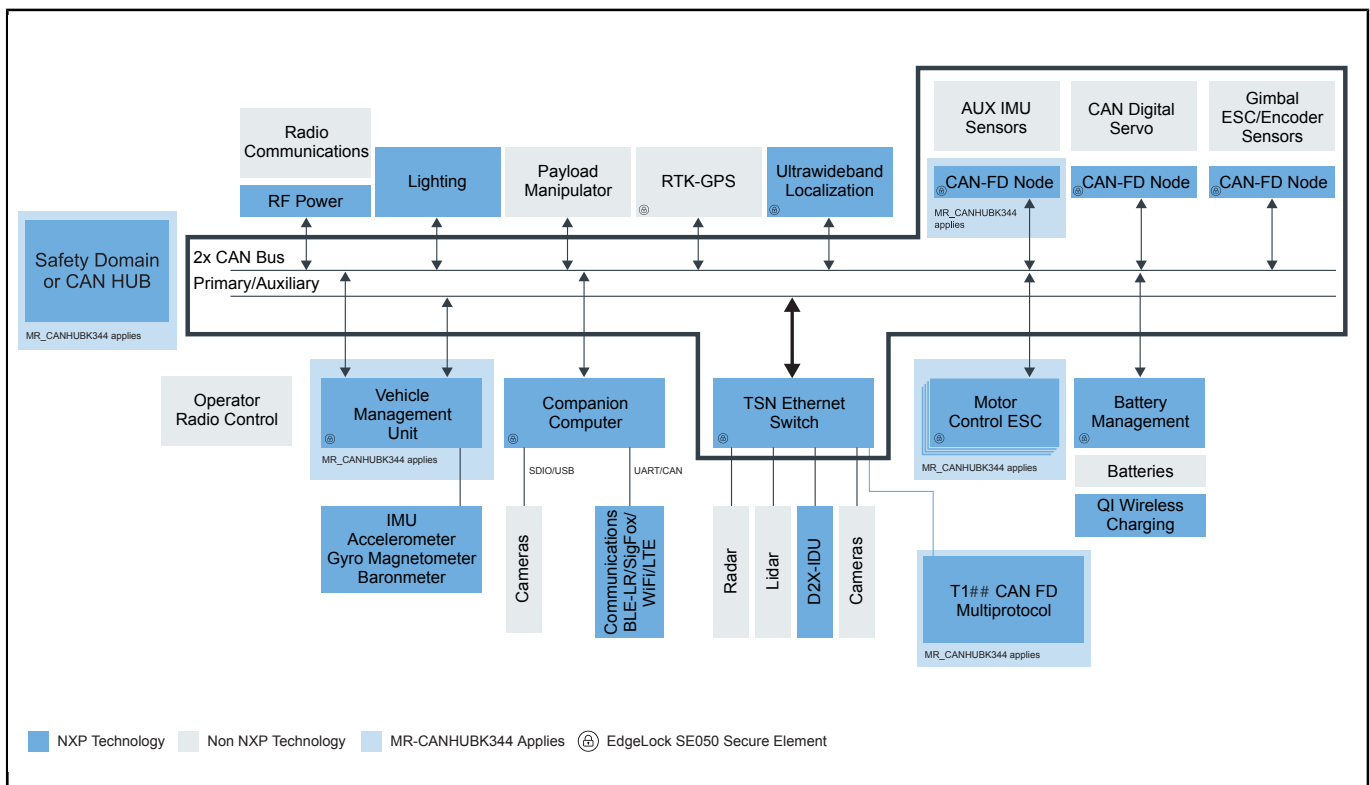 AUX IMU
Sensors
CAN Digital
Servo
Gimbal
ESC/Encoder
Sensors
Radio
Communications
RF Power
Lighting
Payload
Manipulator
RTK-GPS
Ultrawideband
Localization
CAN-FD Node
CAN-FD Node
CAN-FD Node
MR_CANHUBK344
applies
Safety Domain
or CAN HUB
MR_CANHUBK344 applies
2x CAN Bus
Primary/Auxiliary
Operator
Radio Control
Vehicle
Management
Unit
MR_CANHUBK344 applies
Companion
Computer
TSN Ethernet
Switch
Motor
Control ESC
MR_CANHUBK344 applies
Battery
Management
Batteries
QI Wireless
Charging
SDIO/USB
UART/CAN
IMU
Accelerometer
Gyro Magnetometer
Baronmeter
Cameras
Communications
BLE-LR/SigFox/
WiFi/LTE
Radar
Lidar
D2X-IDU
Cameras
T1## CAN FD
Multiprotocol
MR_CANHUBK344 applies
NXP Technology
Non NXP Technology
MR-CANHUBK344 Applies
EdgeLock SE050 Secure Element